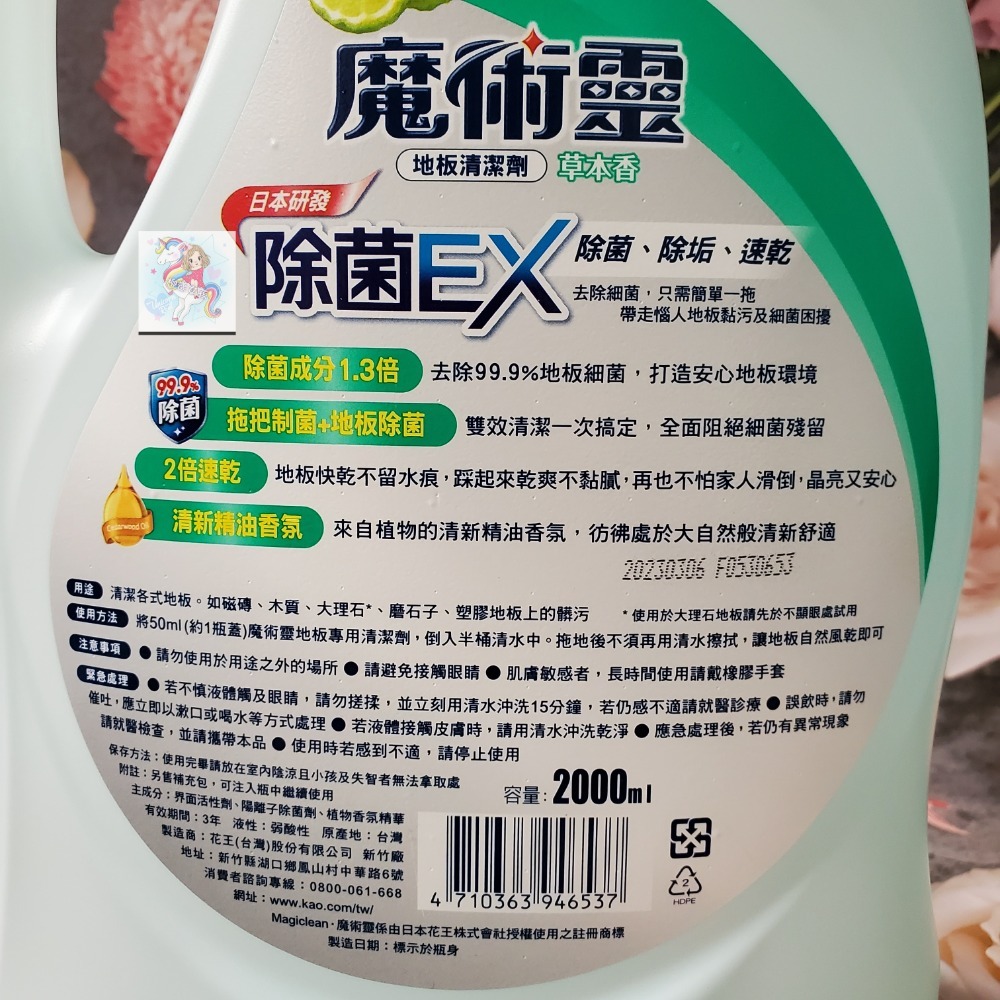 魔術靈
地板清潔劑 草本香
日本研發
除菌EX 除菌、除垢、速乾
去除細菌，只需簡單一拖
帶走惱人地板黏污及細菌困擾
除菌成分1.3倍 去除99.9%地板細菌，打造安心地板環境
99.9%
除菌
拖把制菌+地板除菌 雙效清潔一次搞定，全面阻絕細菌殘留
2倍速乾 地板快乾不留水痕，踩起來乾爽不黏膩，再也不怕家人滑倒，晶亮又安心
Cedarwood Oil
清新精油香氛 來自植物的清新精油香氛，彷彿處於大自然般清新舒適
20230306 F0530653
用途 清潔各式地板。如磁磚、木質、大理石*、磨石子、塑膠地板上的髒污 *使用於大理石地板請先於不顯眼處試用
使用方法 將50ml(約1瓶蓋)魔術靈地板專用清潔劑，倒入半桶清水中。拖地後不須再用清水擦拭，讓地板自然風乾即可
注意事項 ●請勿使用於用途之外的場所 ●請避免接觸眼睛 ●肌膚敏感者，長時間使用請戴橡膠手套
緊急處理 ●若不慎液體觸及眼睛，請勿搓揉，並立刻用清水沖洗15分鐘，若仍感不適請就醫診療 ●誤飲時，請勿
催吐，應立即以漱口或喝水等方式處理 ●若液體接觸皮膚時，請用清水沖洗乾淨 ●應急處理後，若仍有異常現象
請就醫檢查，並請攜帶本品 ●使用時若感到不適，請停止使用
保存方法：使用完畢請放在室內陰涼且小孩及失智者無法拿取處
附註：另售補充包，可注入瓶中繼續使用
主成分：界面活性劑、陽離子除菌劑、植物香氛精華
有效期間：3年 液性：弱酸性 原產地：台灣
製造商：花王(台灣)股份有限公司 新竹廠
地址：新竹縣湖口鄉鳳山村中華路6號
消費者諮詢專線：0800-061-668
網址：www.kao.com/tw/
Magiclean·魔術靈係由日本花王株式會社授權使用之註冊商標
製造日期：標示於瓶身
容量：2000ml
4 710363 946537
2
HDPE